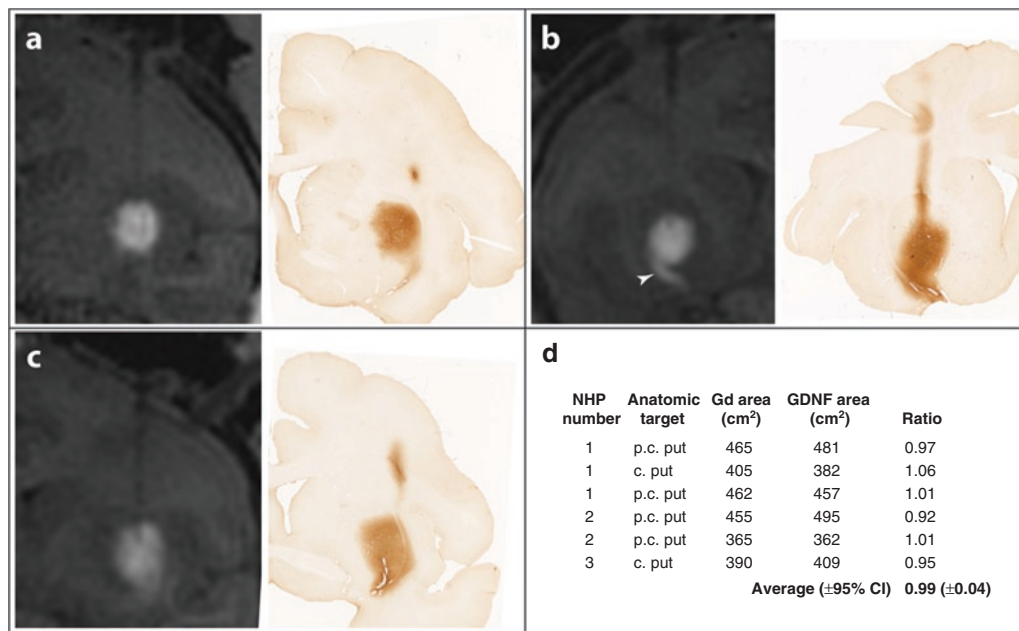 a
b
c
d
NHP number Anatomic target Gd area (cm²) GDNF area (cm²) Ratio
1 p.c. put 465 481 0.97
1 c. put 405 382 1.06
1 p.c. put 462 457 1.01
2 p.c. put 455 495 0.92
2 p.c. put 365 362 1.01
3 c. put 390 409 0.95
Average (±95% CI) 0.99 (±0.04)